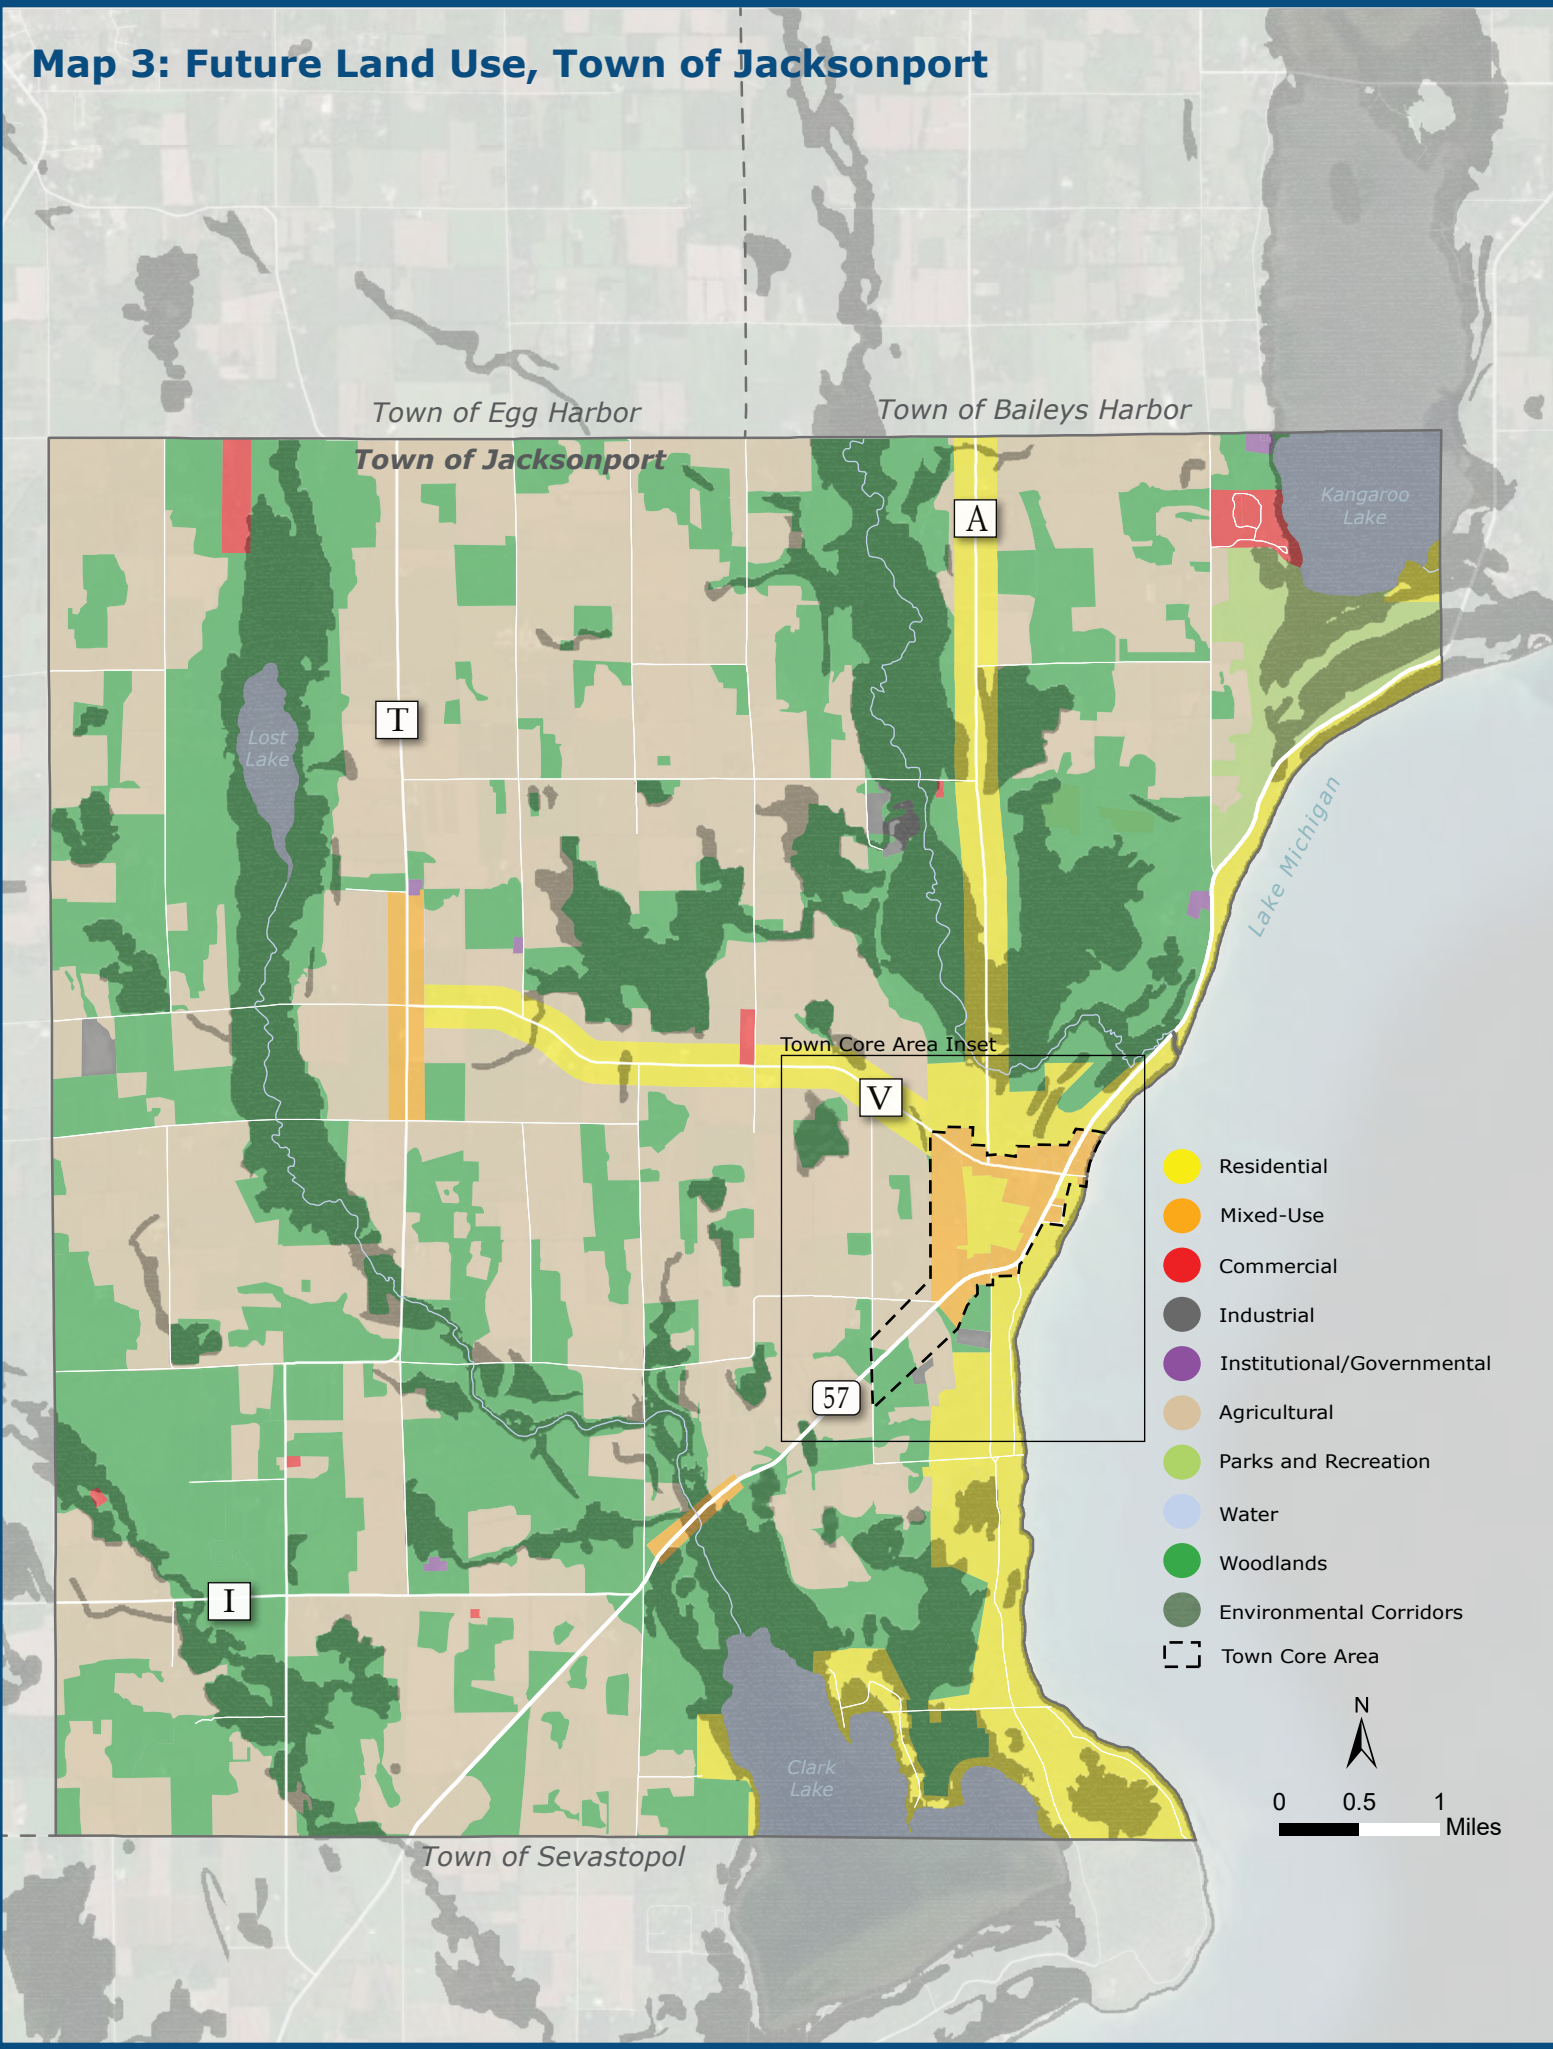 Map 3: Future Land Use, Town of Jacksonport
Town of Egg Harbor
Town of Baileys Harbor
Town of Jacksonport
Kangaroo
Lake
A
T
Lost
Lake
Lake Michigan
Town Core Area Inset
V
Residential
Mixed-Use
Commercial
Industrial
Institutional/Governmental
57
Agricultural
Parks and Recreation
Water
Woodlands
I
Environmental Corridors
Town Core Area
N
Clark
Lake
0 0.5 1
Miles
Town of Sevastopol